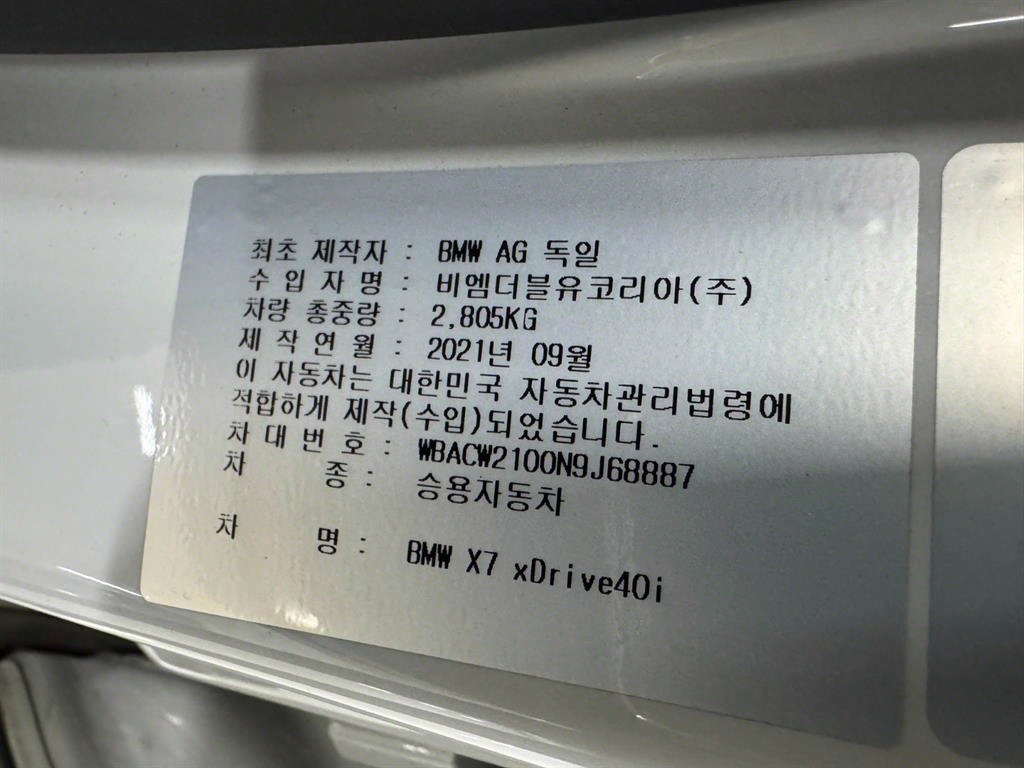 최초 제작자 : BMW AG 독일
수 입 자 명 : 비엠더블유코리아(주)
차량 총중량 : 2,805KG
제 작 연 월 : 2021년 09월
이 자동차는 대한민국 자동차관리법령에
적합하게 제작(수입)되었습니다.
차 대 번 호 : WBACW2100N9J68887
차 종 : 승용자동차
차 명 : BMW X7 xDrive40i